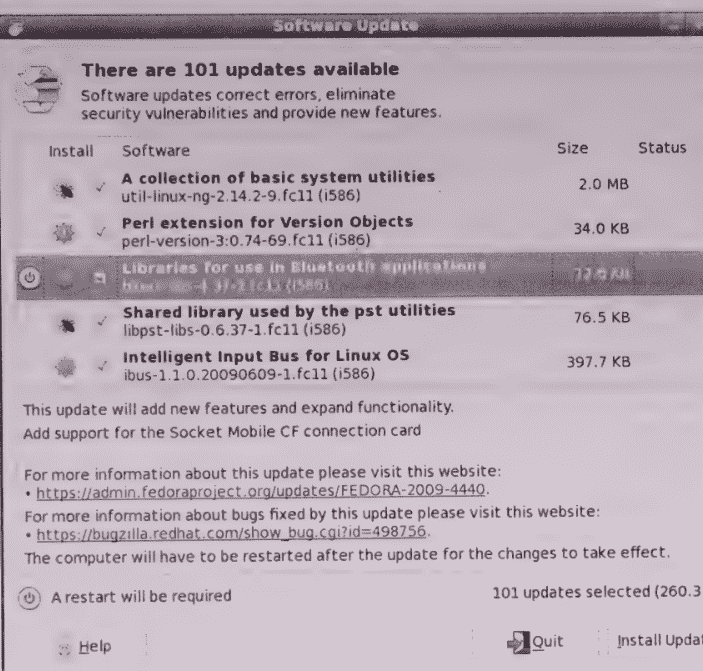 Software Update
There are 101 updates available
Software updates correct errors, eliminate
security vulnerabilities and provide new features.
Install Software Size Status
A collection of basic system utilities
util-linux-ng-2.14.2-9.fc11 (i586) 2.0 MB
Perl extension for Version Objects
perl-version-3:0.74-69.fc11 (i586) 34.0 KB
Libraries for use in Bluetooth applications
Shared library used by the pst utilities
libpst-libs-0.6.37-1.fc11 (i586) 76.5 KB
Intelligent Input Bus for Linux OS
ibus-1.1.0.20090609-1.fc11 (i586) 397.7 KB
This update will add new features and expand functionality.
Add support for the Socket Mobile CF connection card
For more information about this update please visit this website:
• https://admin.fedoraproject.org/updates/FEDORA-2009-4440.
For more information about bugs fixed by this update please visit this website:
• https://bugzilla.redhat.com/show_bug.cgi?id=498756.
The computer will have to be restarted after the update for the changes to take effect.
A restart will be required 101 updates selected (260.3
Help Quit Install Updat